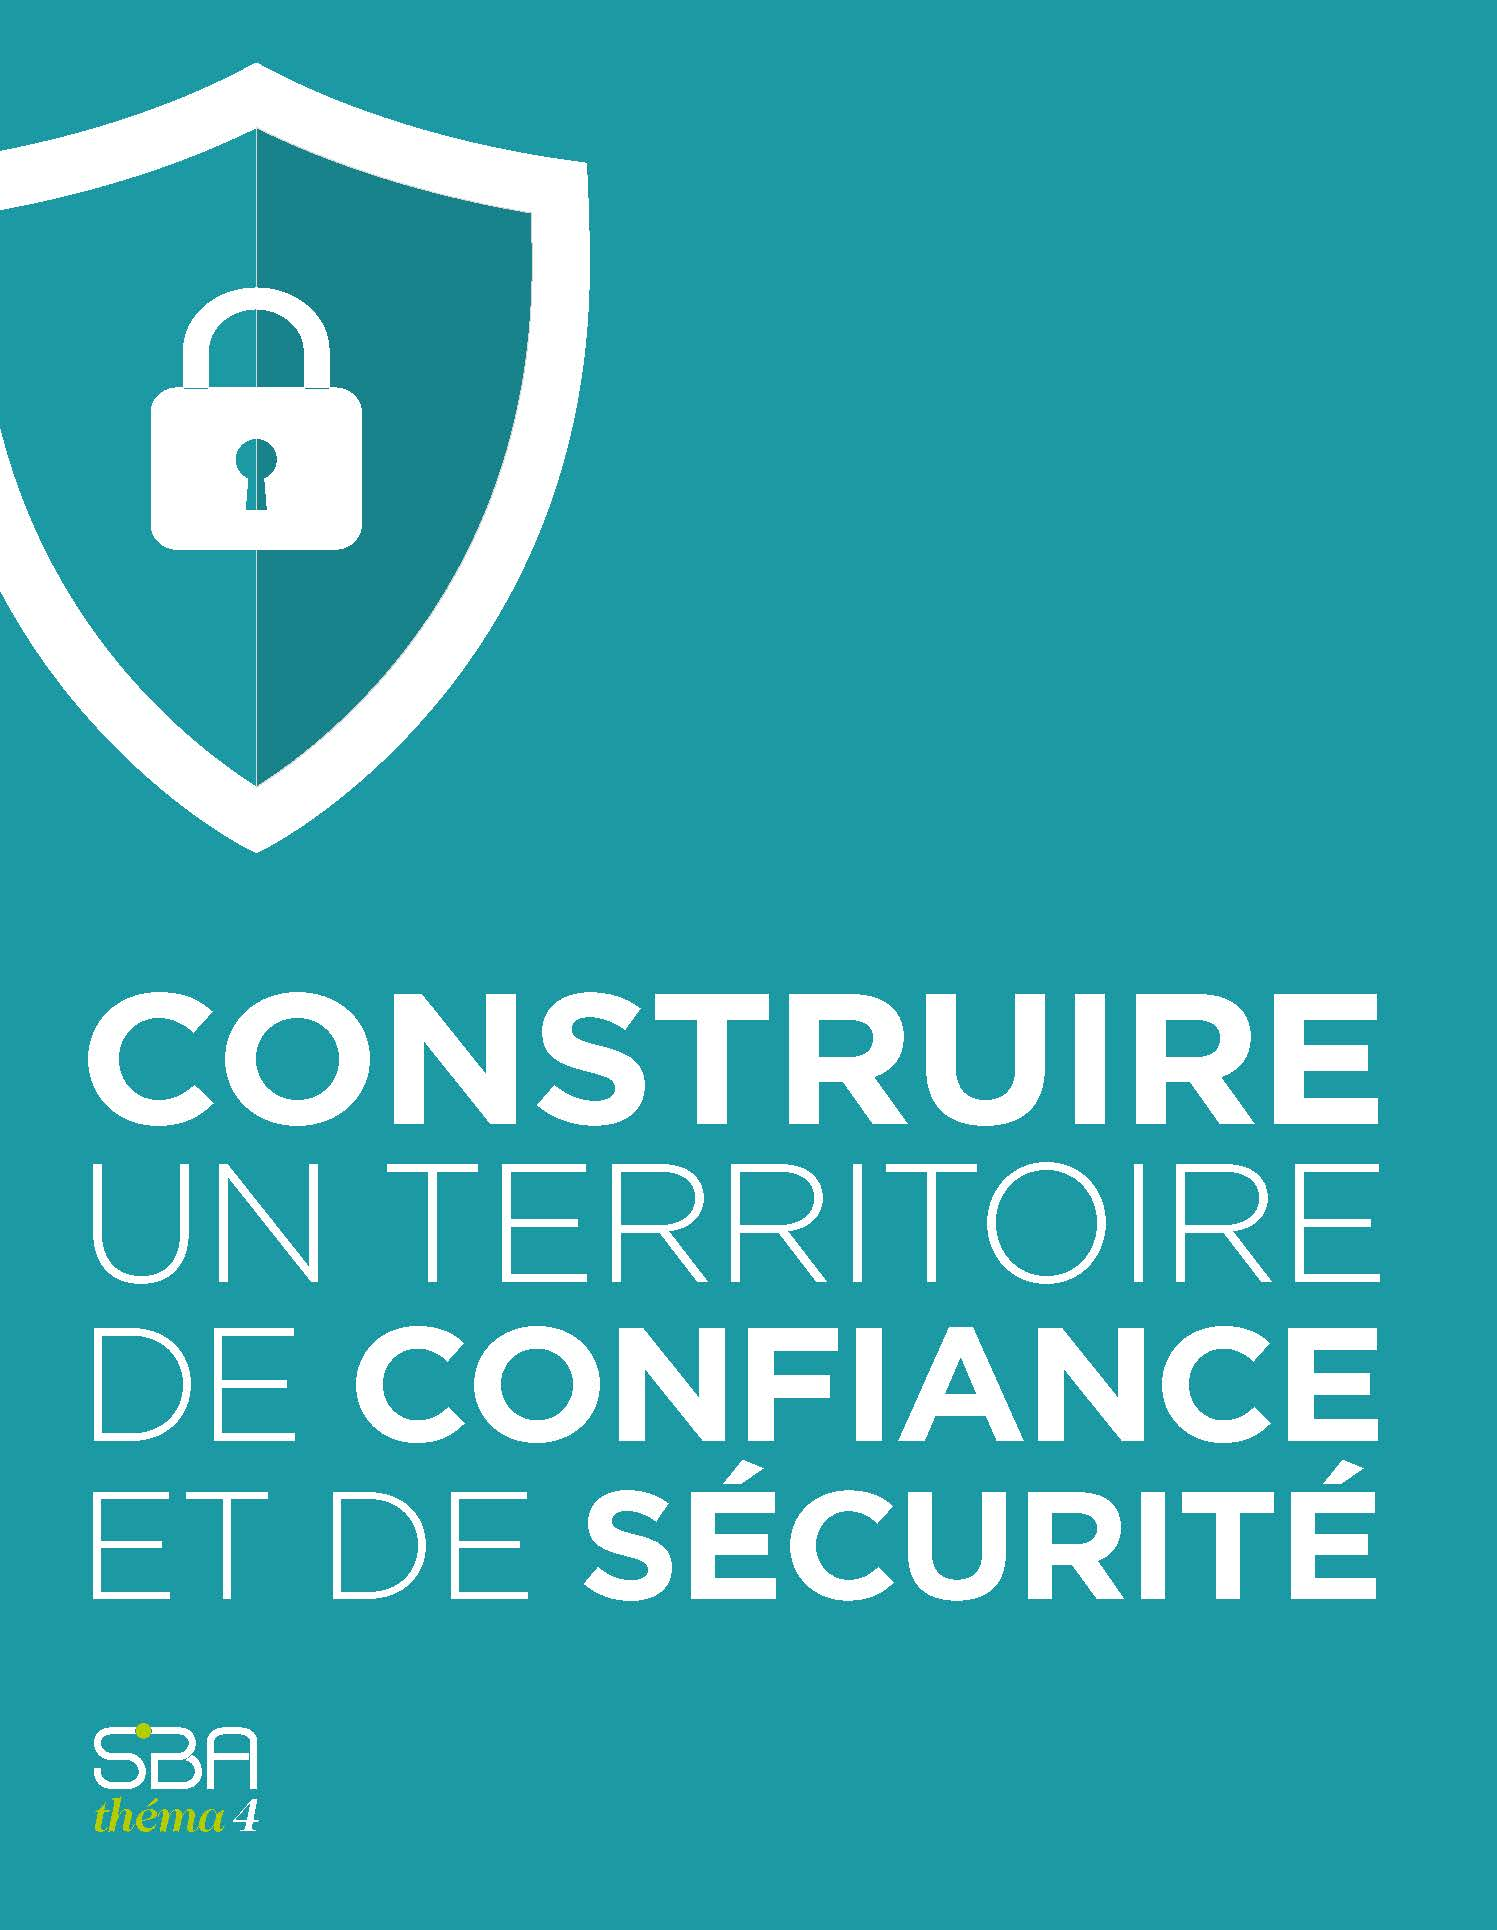 CONSTRUIRE
UN TERRITOIRE
DE CONFIANCE
ET DE SÉCURITÉ
SBA
théma 4